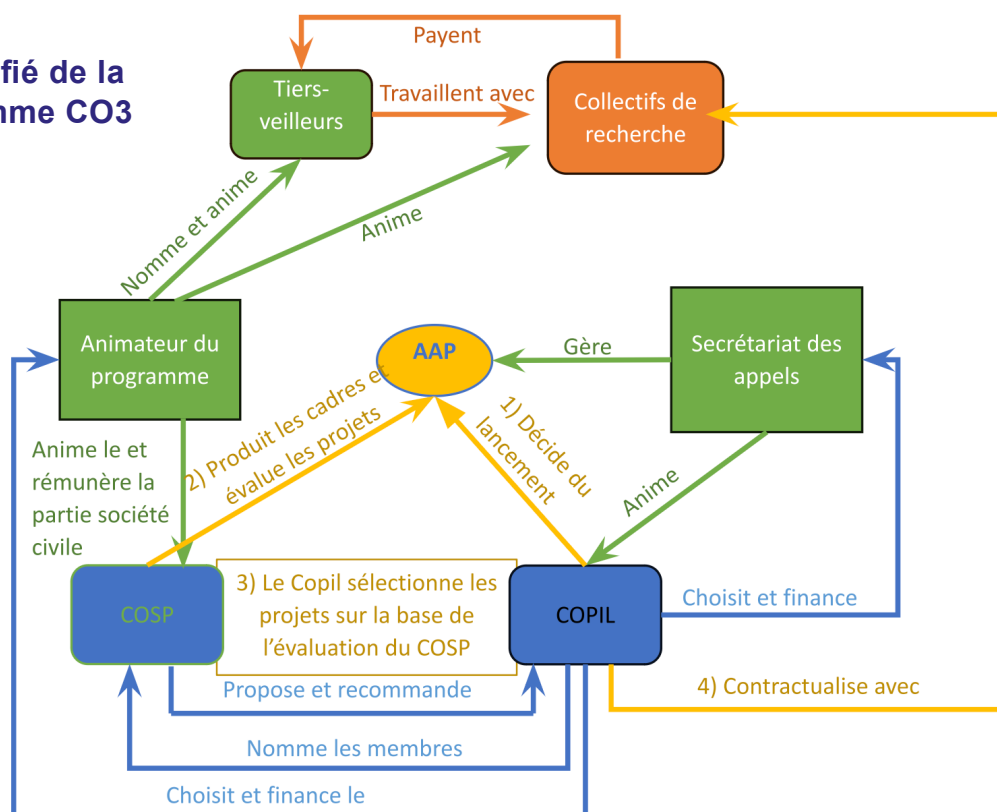 fié de la
nme CO3
Payent
Tiers-
veilleurs
Travaillent avec
Collectifs de
recherche
Nomme et anime
Anime
Animateur du
programme
AAP
Gère
Secrétariat des
appels
2) Produit les cadres et
évalue les projets
1) Décide du
lancement
Anime le et
rémunère la
partie société
civile
Anime
COSP
3) Le Copil sélectionne les
projets sur la base de
l’évaluation du COSP
COPIL
Choisit et finance
Propose et recommande
4) Contractualise avec
Nomme les membres
Choisit et finance le